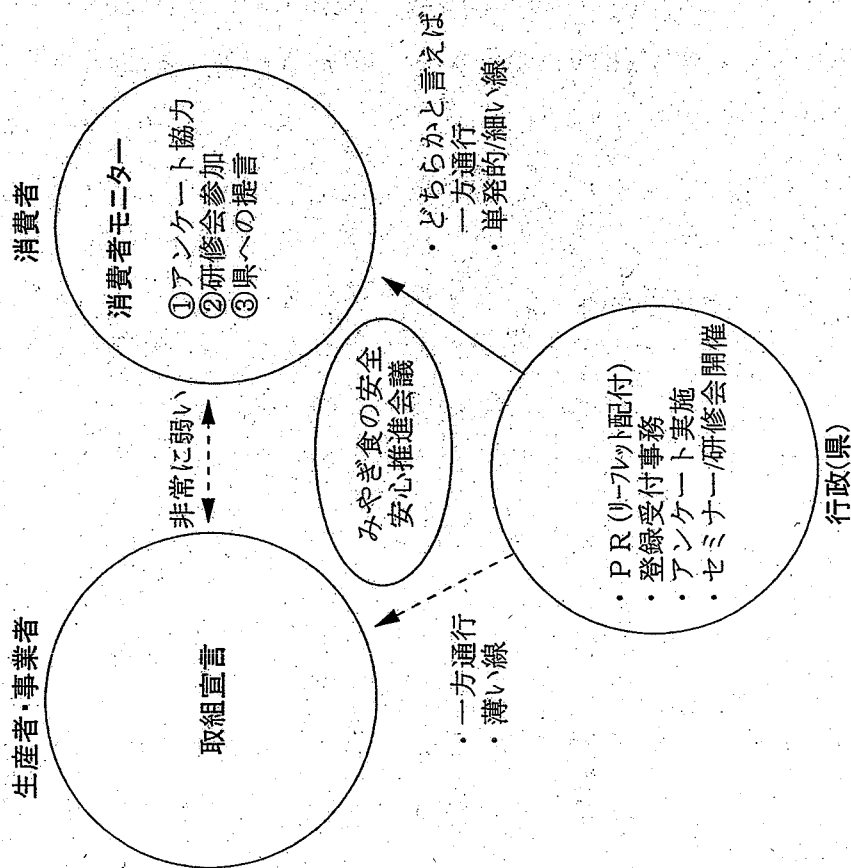 生産者・事業者
取組宣言
非常に弱い
消費者
消費者モニター
①アンケート協力
②研修会参加
③県への提言
みやぎ食の安全
安心推進会議
・一方通行
・薄い線
・どちらかと言えば
一方通行
・単発的/細い線
・PR(リーフレット配付)
・登録受付事務
・アンケート実施
・セミナー/研修会開催
行政(県)